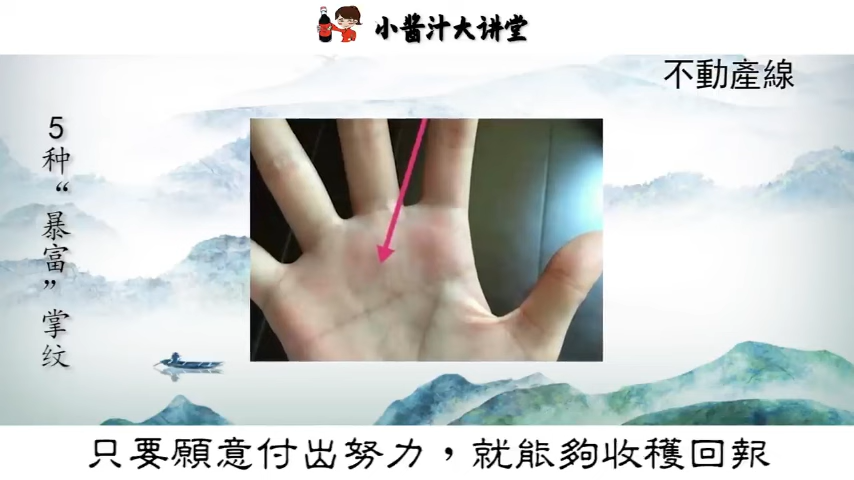 小酱汁大讲堂
不動產線
5种“暴富”掌纹
只要願意付出努力，就能夠收穫回報